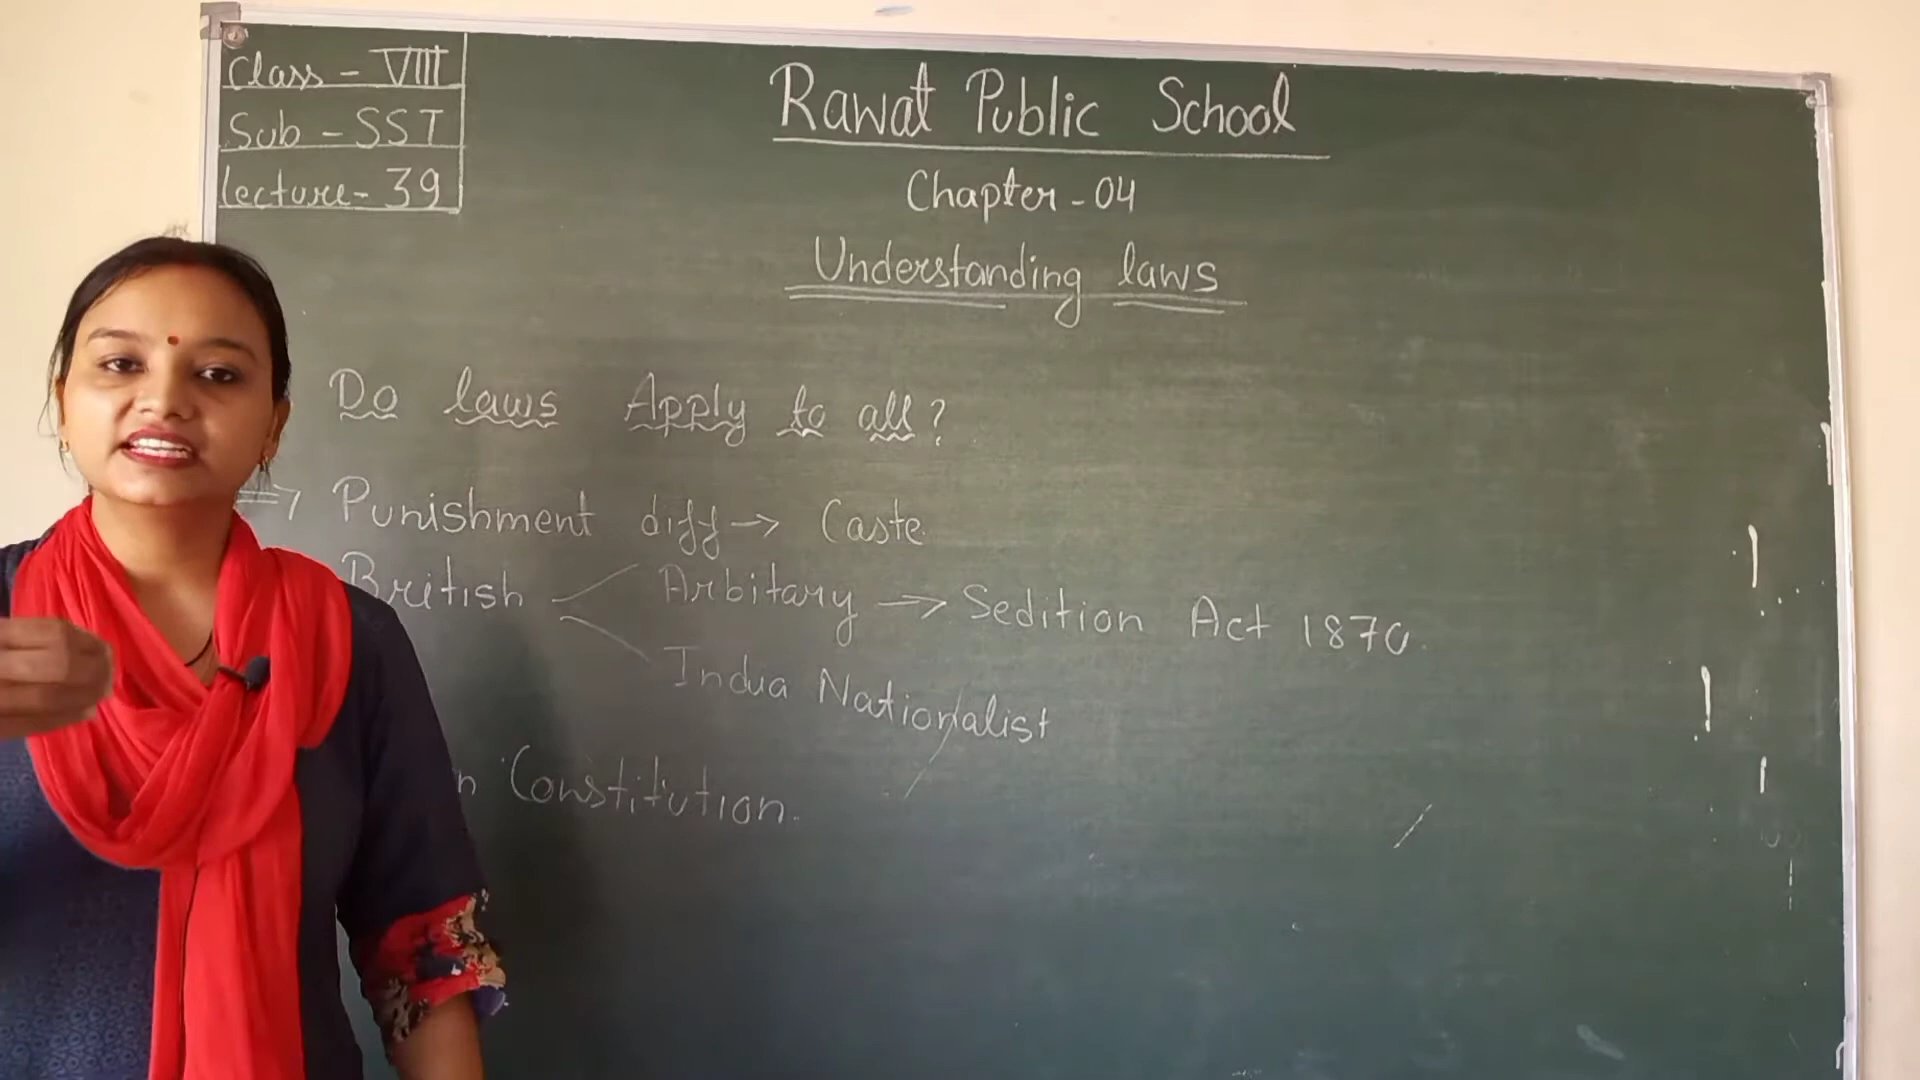 Class - VIII
Sub - SST
Lecture - 39
Rawat Public School
Chapter - 04
Understanding laws
Do laws Apply to all?
⇒ Punishment diff → Caste
British Arbitary → Sedition Act 1870.
India Nationalist
Constitution.